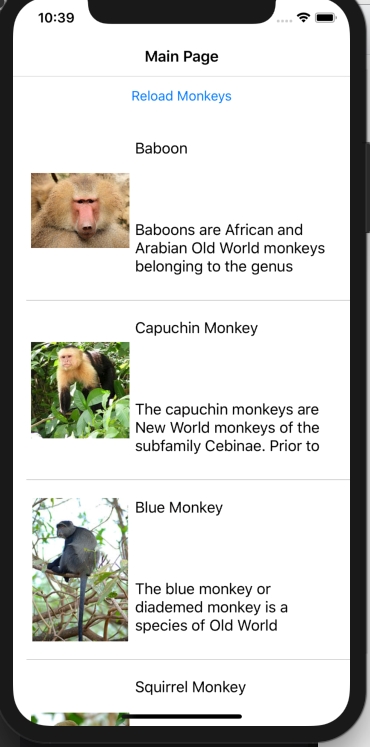 10:39
Main Page
Reload Monkeys
Baboon
Baboons are African and
Arabian Old World monkeys
belonging to the genus
Capuchin Monkey
The capuchin monkeys are
New World monkeys of the
subfamily Cebinae. Prior to
Blue Monkey
The blue monkey or
diademed monkey is a
species of Old World
Squirrel Monkey